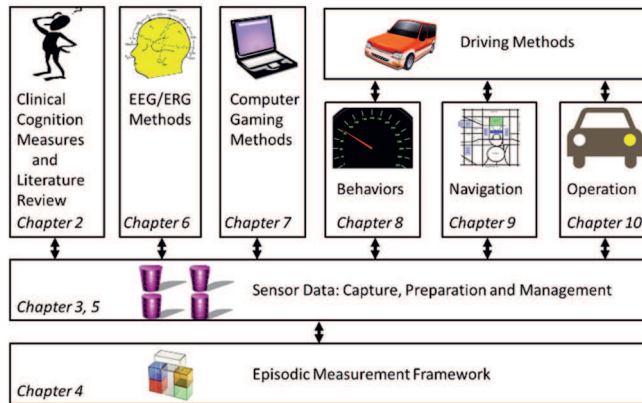 Clinical
Cognition
Measures
and
Literature
Review
Chapter 2
EEG/ERG
Methods
Chapter 6
Computer
Gaming
Methods
Chapter 7
Driving Methods
Behaviors
Chapter 8
Navigation
Chapter 9
Operation
Chapter 10
Sensor Data: Capture, Preparation and Management
Chapter 3, 5
Episodic Measurement Framework
Chapter 4